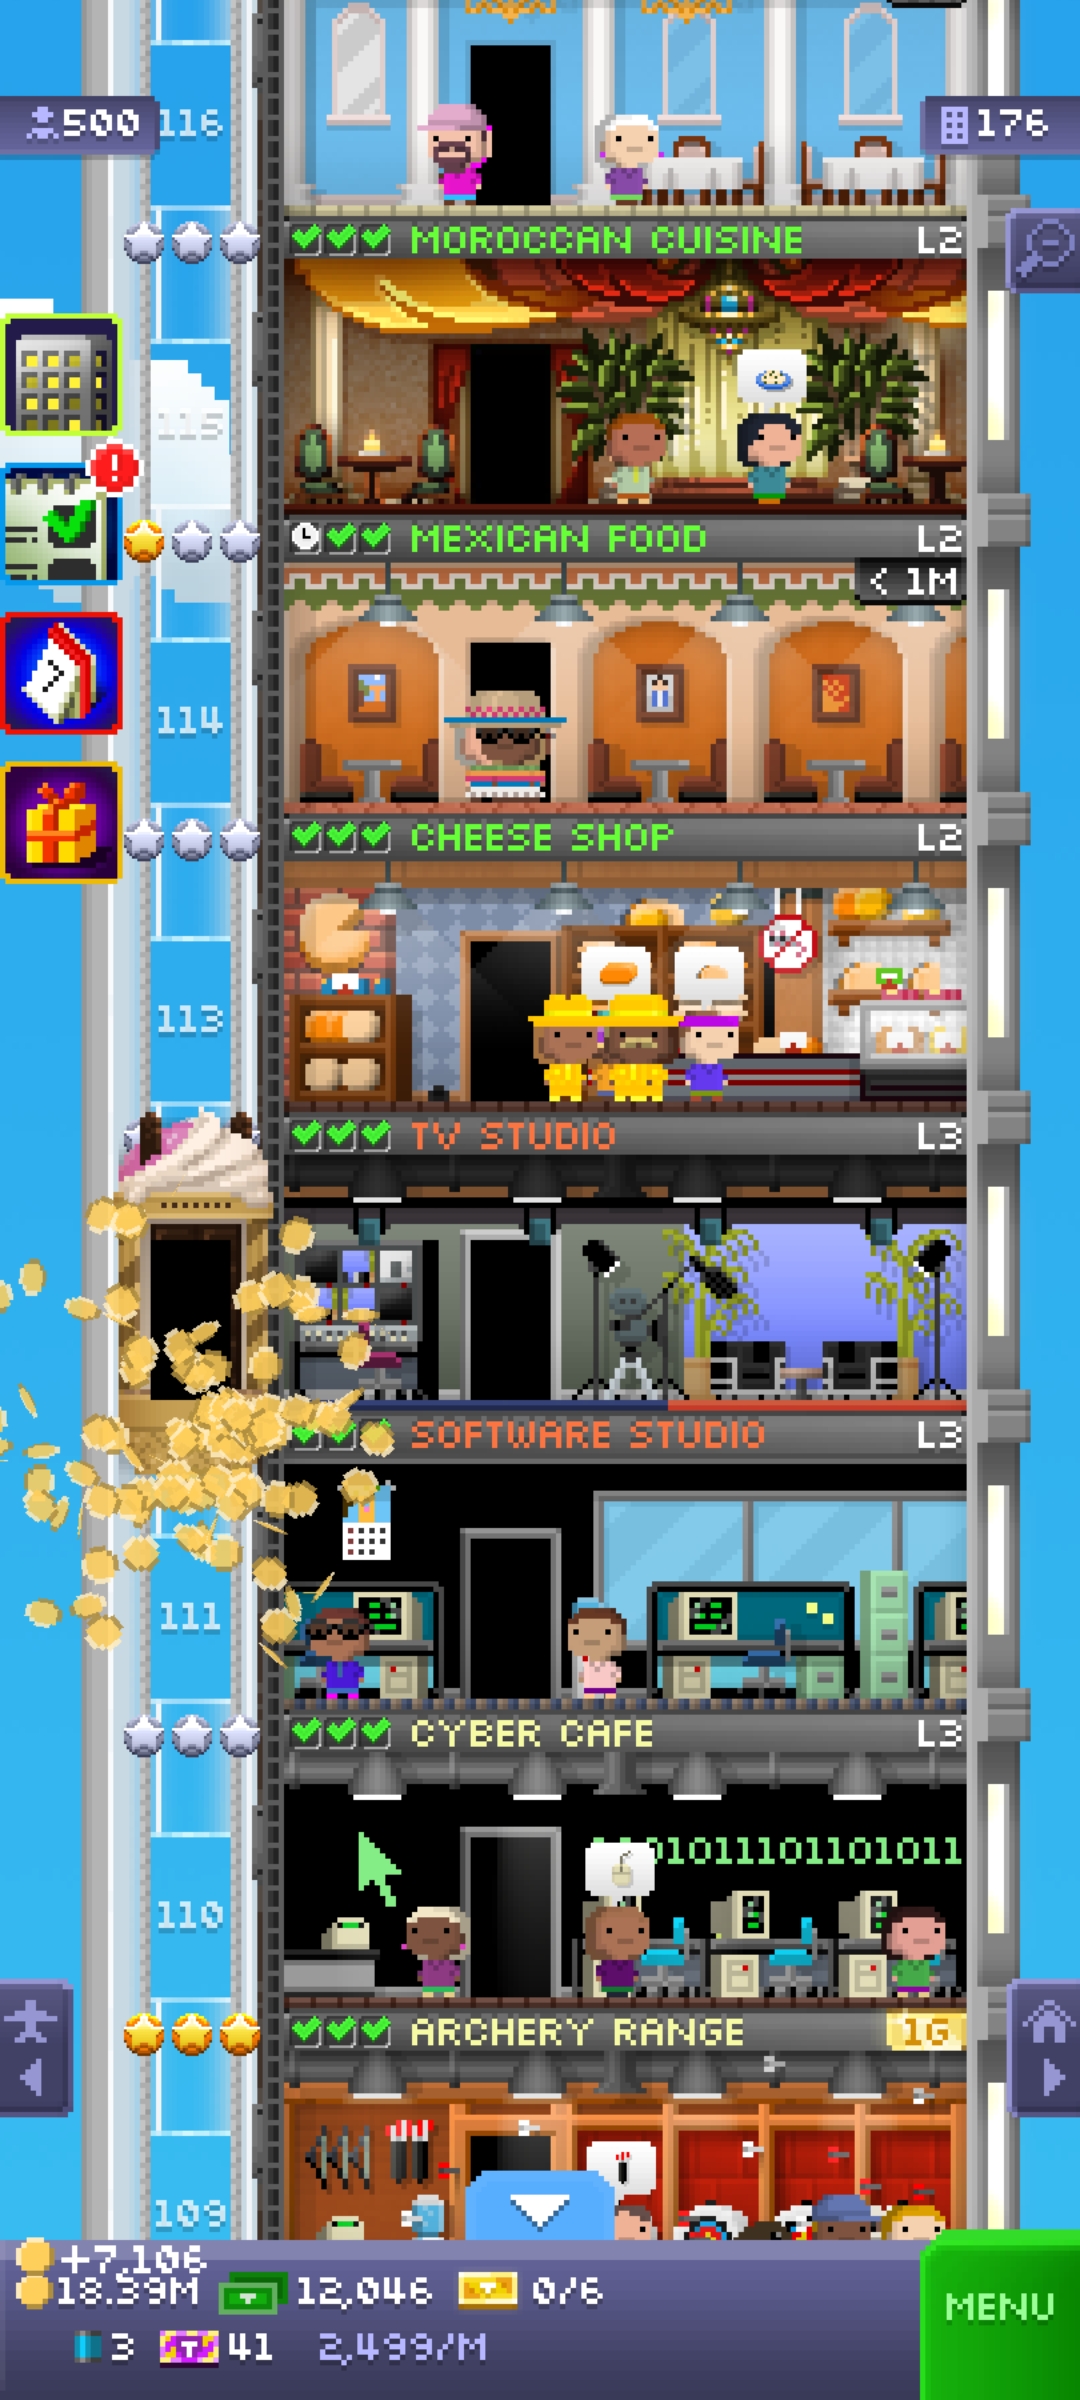 500
116
176
MOROCCAN CUISINE L2
115
MEXICAN FOOD L2
< 1M
7
114
CHEESE SHOP L2
113
TV STUDIO L3
SOFTWARE STUDIO L3
111
CYBER CAFE L3
01011101101011
110
ARCHERY RANGE 1G
109
+7,106
18.39M 12,046 0/6
MENU
3 T 41 2,499/M